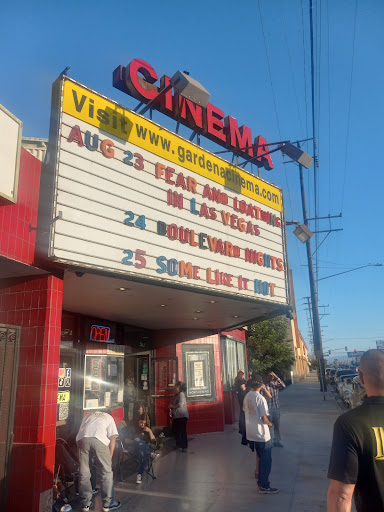 CINEMA
Visit www.gardenacinema.com
AUG 23 FEAR AND LOATHING
IN LAS VEGAS
24 BOULEVARD NIGHTS
25 SOME LIKE IT HOT